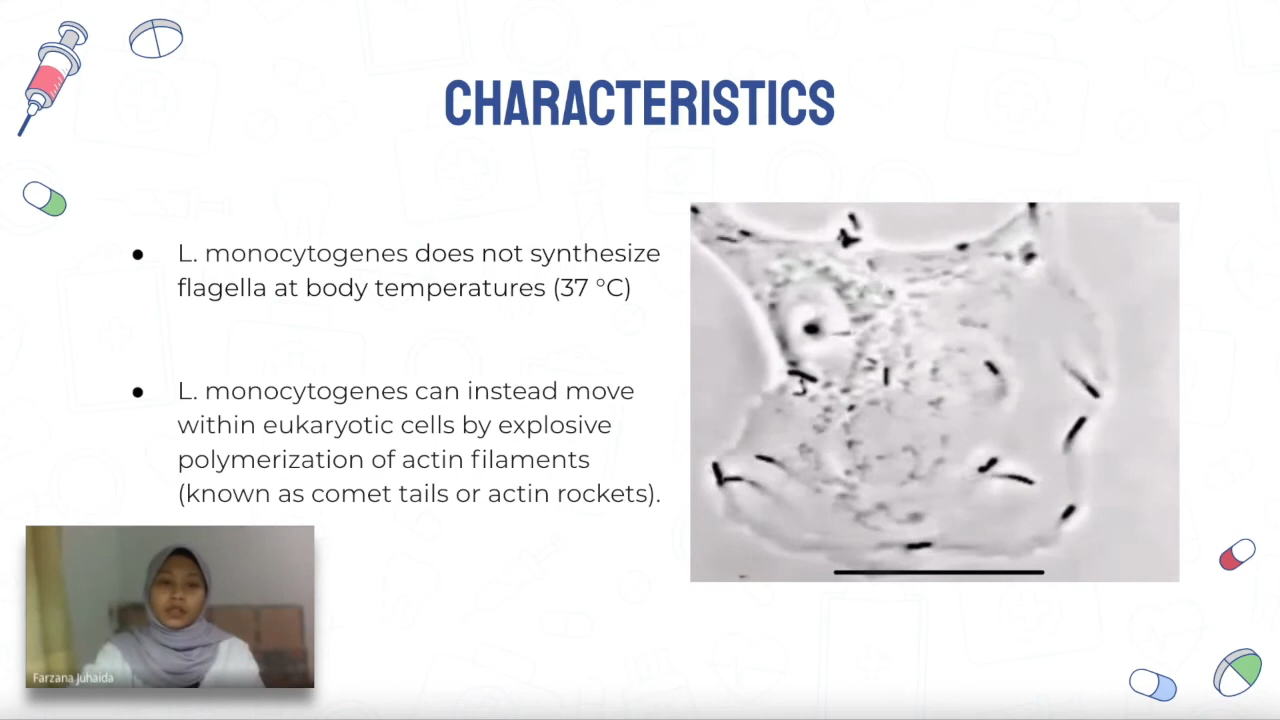 CHARACTERISTICS
● L. monocytogenes does not synthesize
flagella at body temperatures (37 °C)
● L. monocytogenes can instead move
within eukaryotic cells by explosive
polymerization of actin filaments
(known as comet tails or actin rockets).
Farzana Juhaida